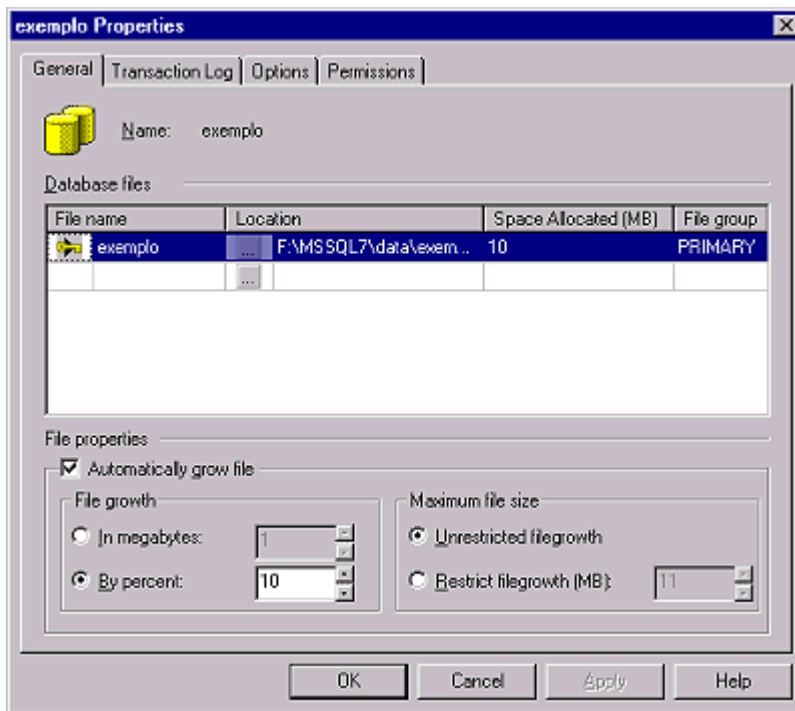 exemplo Properties
General Transaction Log Options Permissions
Name: exemplo
Database files
File name Location Space Allocated (MB) File group
exemplo ... F:\MSSQL7\data\exem... 10 PRIMARY
...
File properties
Automatically grow file
File growth Maximum file size
In megabytes: 1 Unrestricted filegrowth
By percent: 10 Restrict filegrowth (MB): 11
OK Cancel Apply Help